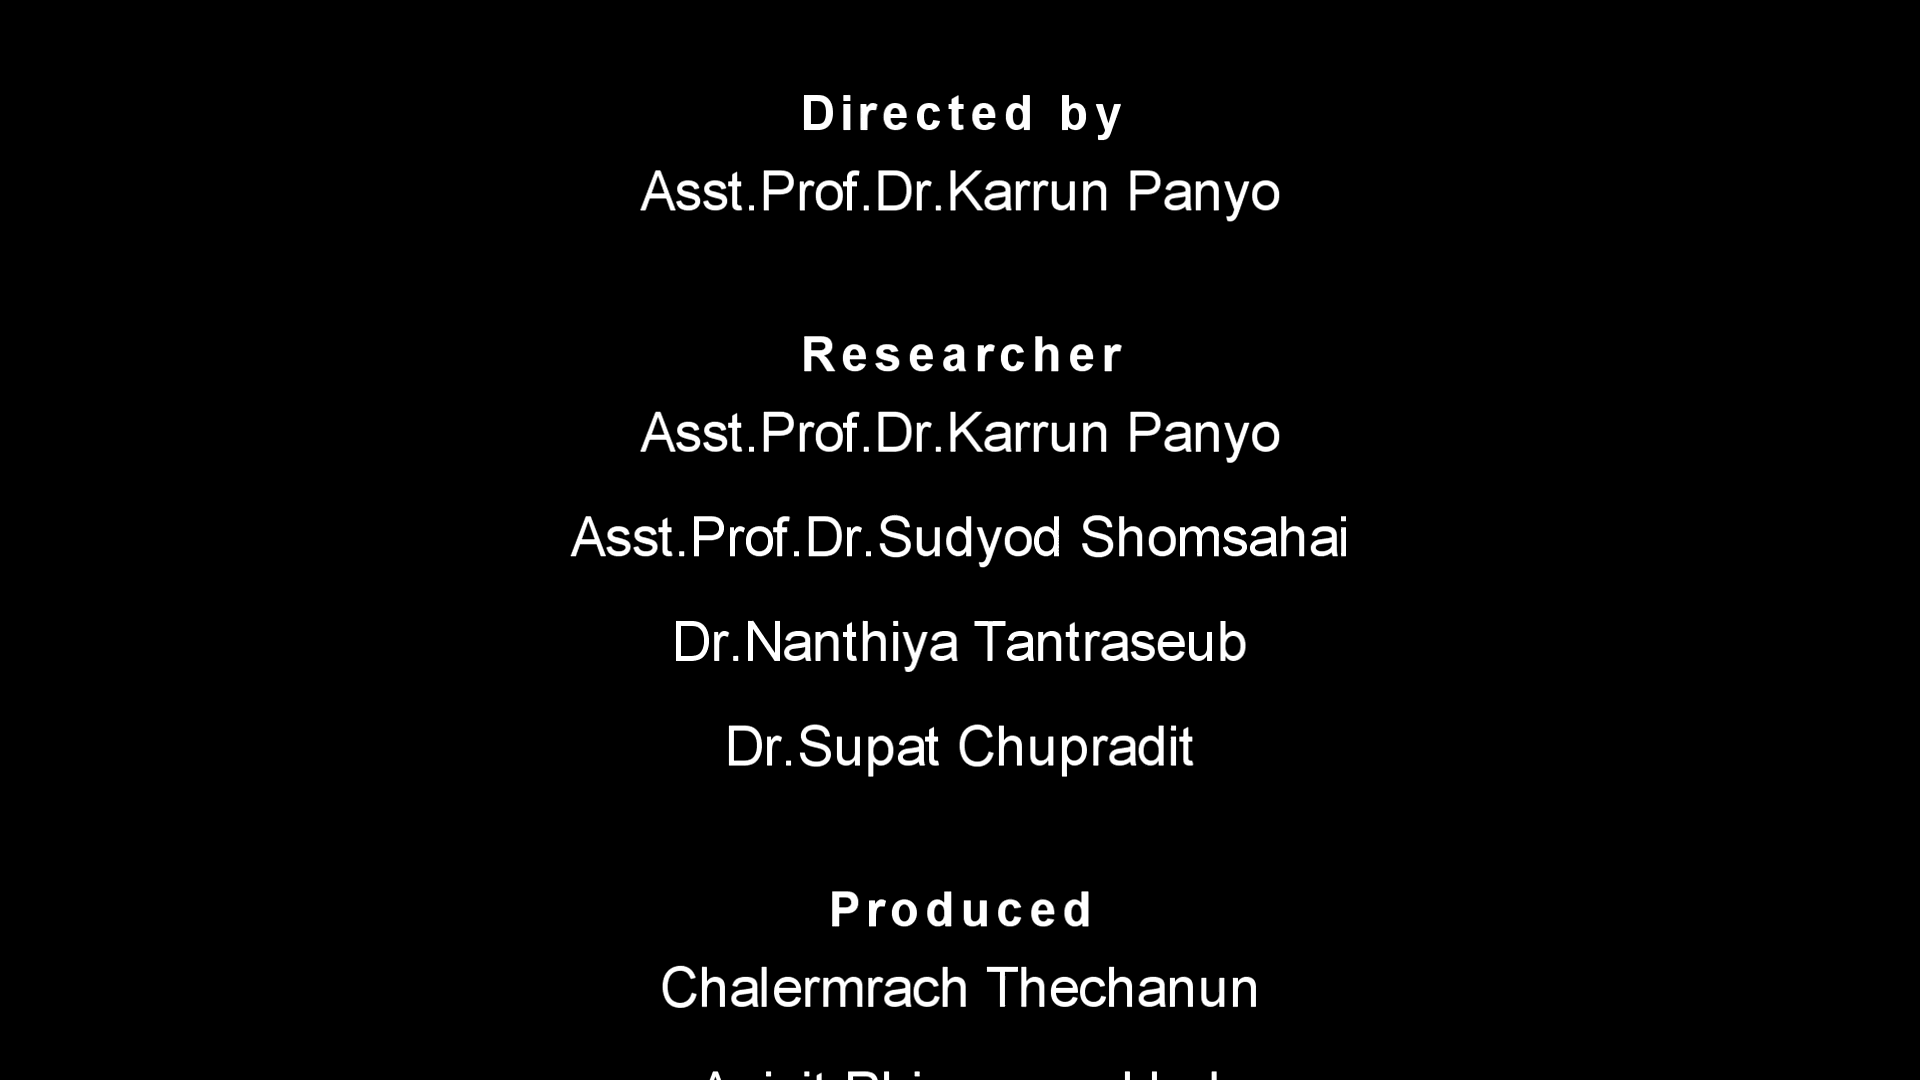 Directed by
Asst.Prof.Dr.Karrun Panyo
Researcher
Asst.Prof.Dr.Karrun Panyo
Asst.Prof.Dr.Sudyod Shomsahai
Dr.Nanthiya Tantraseub
Dr.Supat Chupradit
Produced
Chalermrach Thechanun